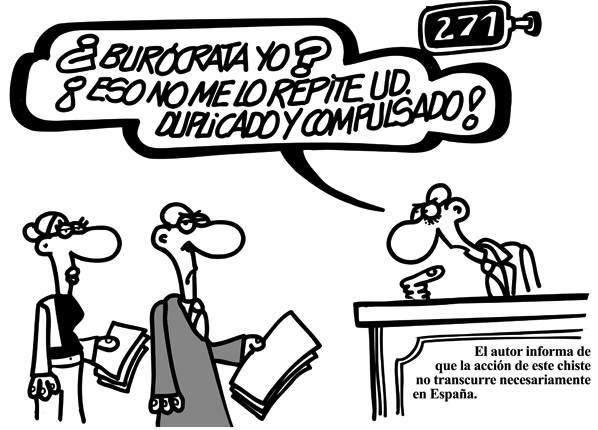 271
¿BURÓCRATA YO?
¡ESO NO ME LO REPITE UD.
DUPLICADO Y COMPULSADO!
El autor informa de
que la acción de este chiste
no transcurre necesariamente
en España.